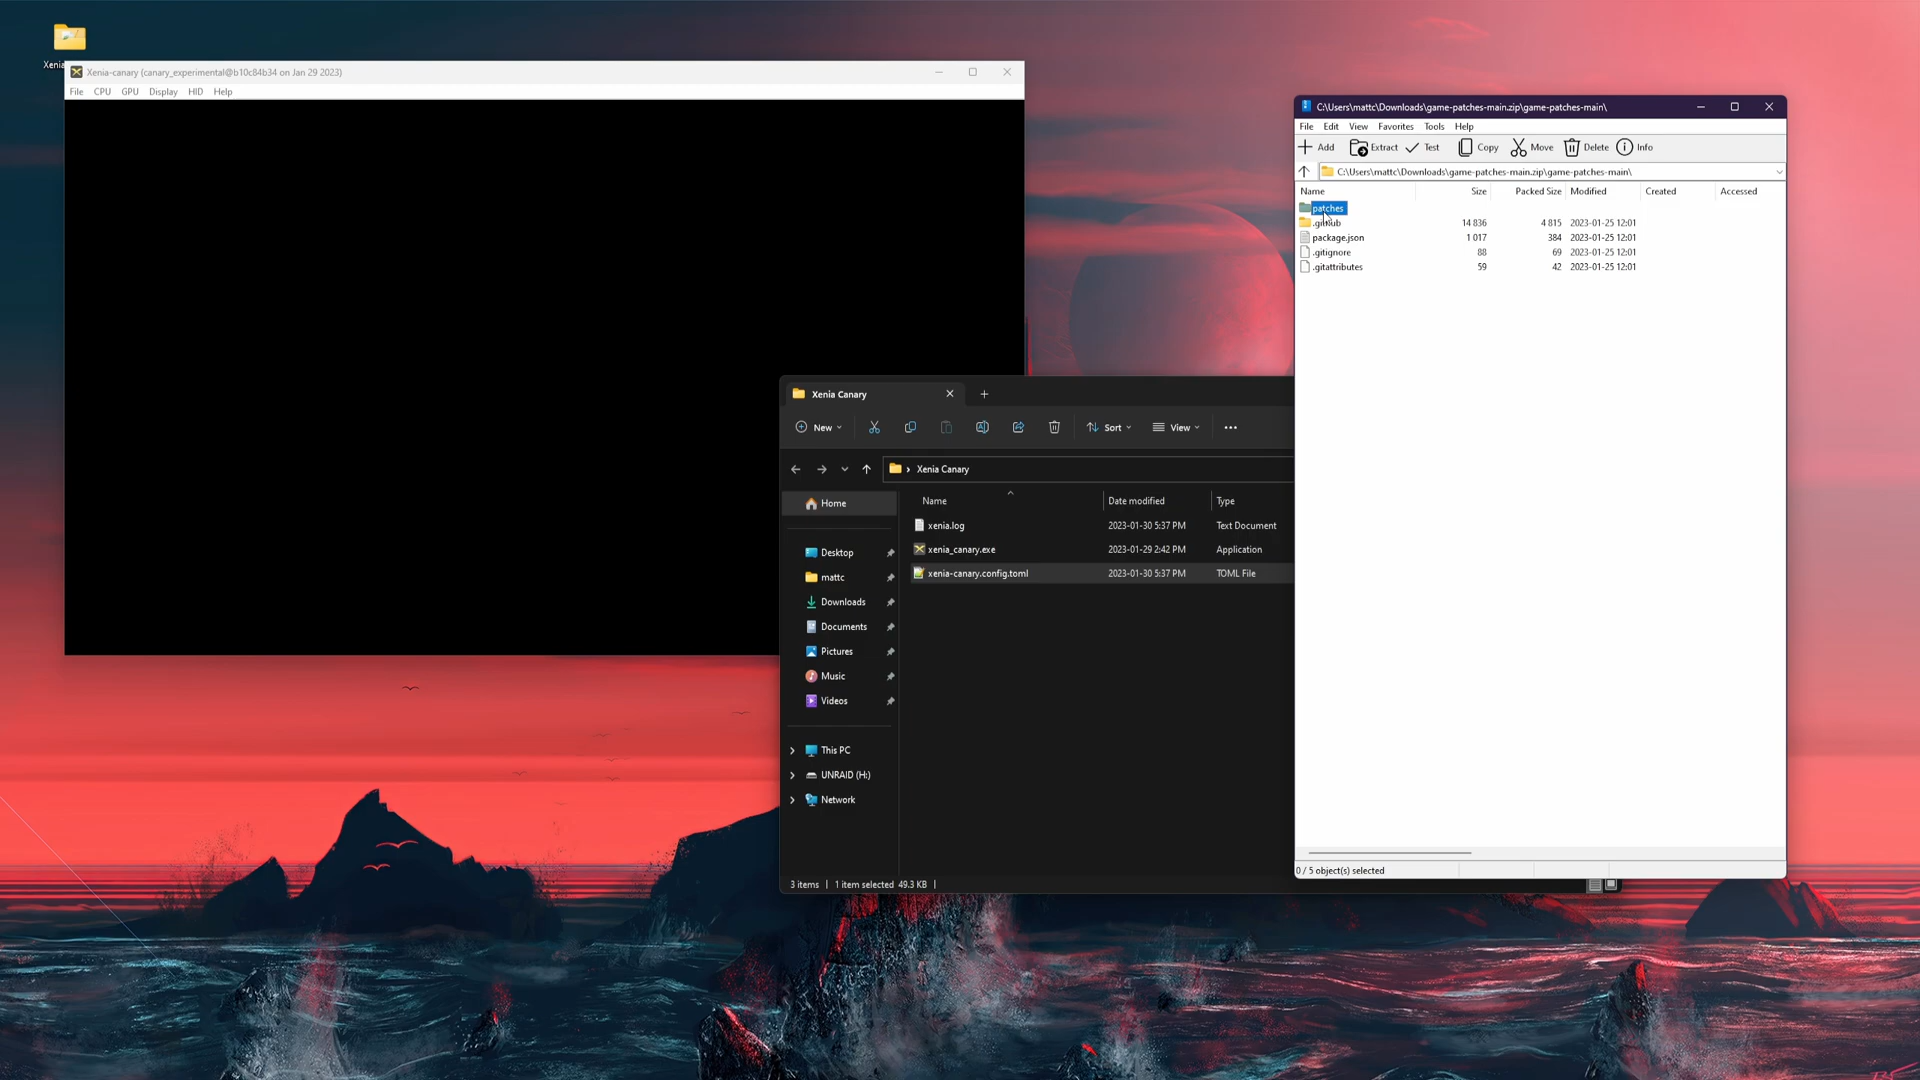 Xenia
Xenia-canary (canary_experimental@b10c84b34 on Jan 29 2023)
File CPU GPU Display HID Help
C:\Users\mattc\Downloads\game-patches-main.zip\game-patches-main\
File Edit View Favorites Tools Help
Add Extract Test Copy Move Delete Info
C:\Users\mattc\Downloads\game-patches-main.zip\game-patches-main\
Name Size Packed Size Modified Created Accessed
patches
.github 14 836 4 815 2023-01-25 12:01
package.json 1 017 384 2023-01-25 12:01
.gitignore 88 69 2023-01-25 12:01
.gitattributes 59 42 2023-01-25 12:01
0 / 5 object(s) selected
Xenia Canary
New Sort View
Xenia Canary
Name Date modified Type
xenia.log 2023-01-30 5:37 PM Text Document
xenia_canary.exe 2023-01-29 2:42 PM Application
xenia-canary.config.toml 2023-01-30 5:37 PM TOML File
Home
Desktop
mattc
Downloads
Documents
Pictures
Music
Videos
This PC
UNRAID (H:)
Network
3 items 1 item selected 49.3 KB